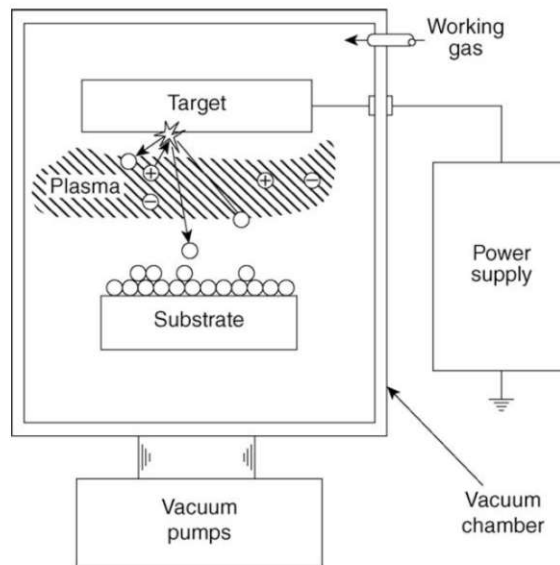 Working
gas
Target
Plasma
Power
supply
Substrate
Vacuum
pumps
Vacuum
chamber